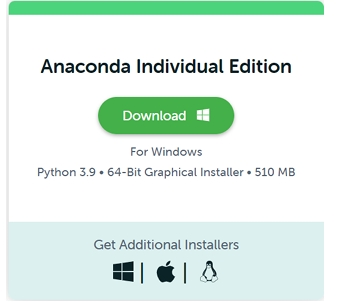 Anaconda Individual Edition
Download
For Windows
Python 3.9 • 64-Bit Graphical Installer • 510 MB
Get Additional Installers